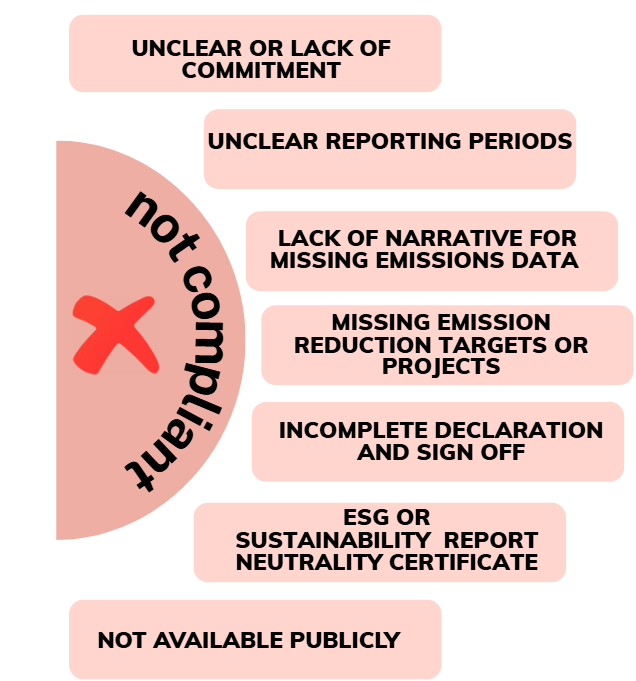 UNCLEAR OR LACK OF
COMMITMENT
UNCLEAR REPORTING PERIODS
LACK OF NARRATIVE FOR
MISSING EMISSIONS DATA
not compliant
MISSING EMISSION
REDUCTION TARGETS OR
PROJECTS
INCOMPLETE DECLARATION
AND SIGN OFF
ESG OR
SUSTAINABILITY REPORT
NEUTRALITY CERTIFICATE
NOT AVAILABLE PUBLICLY